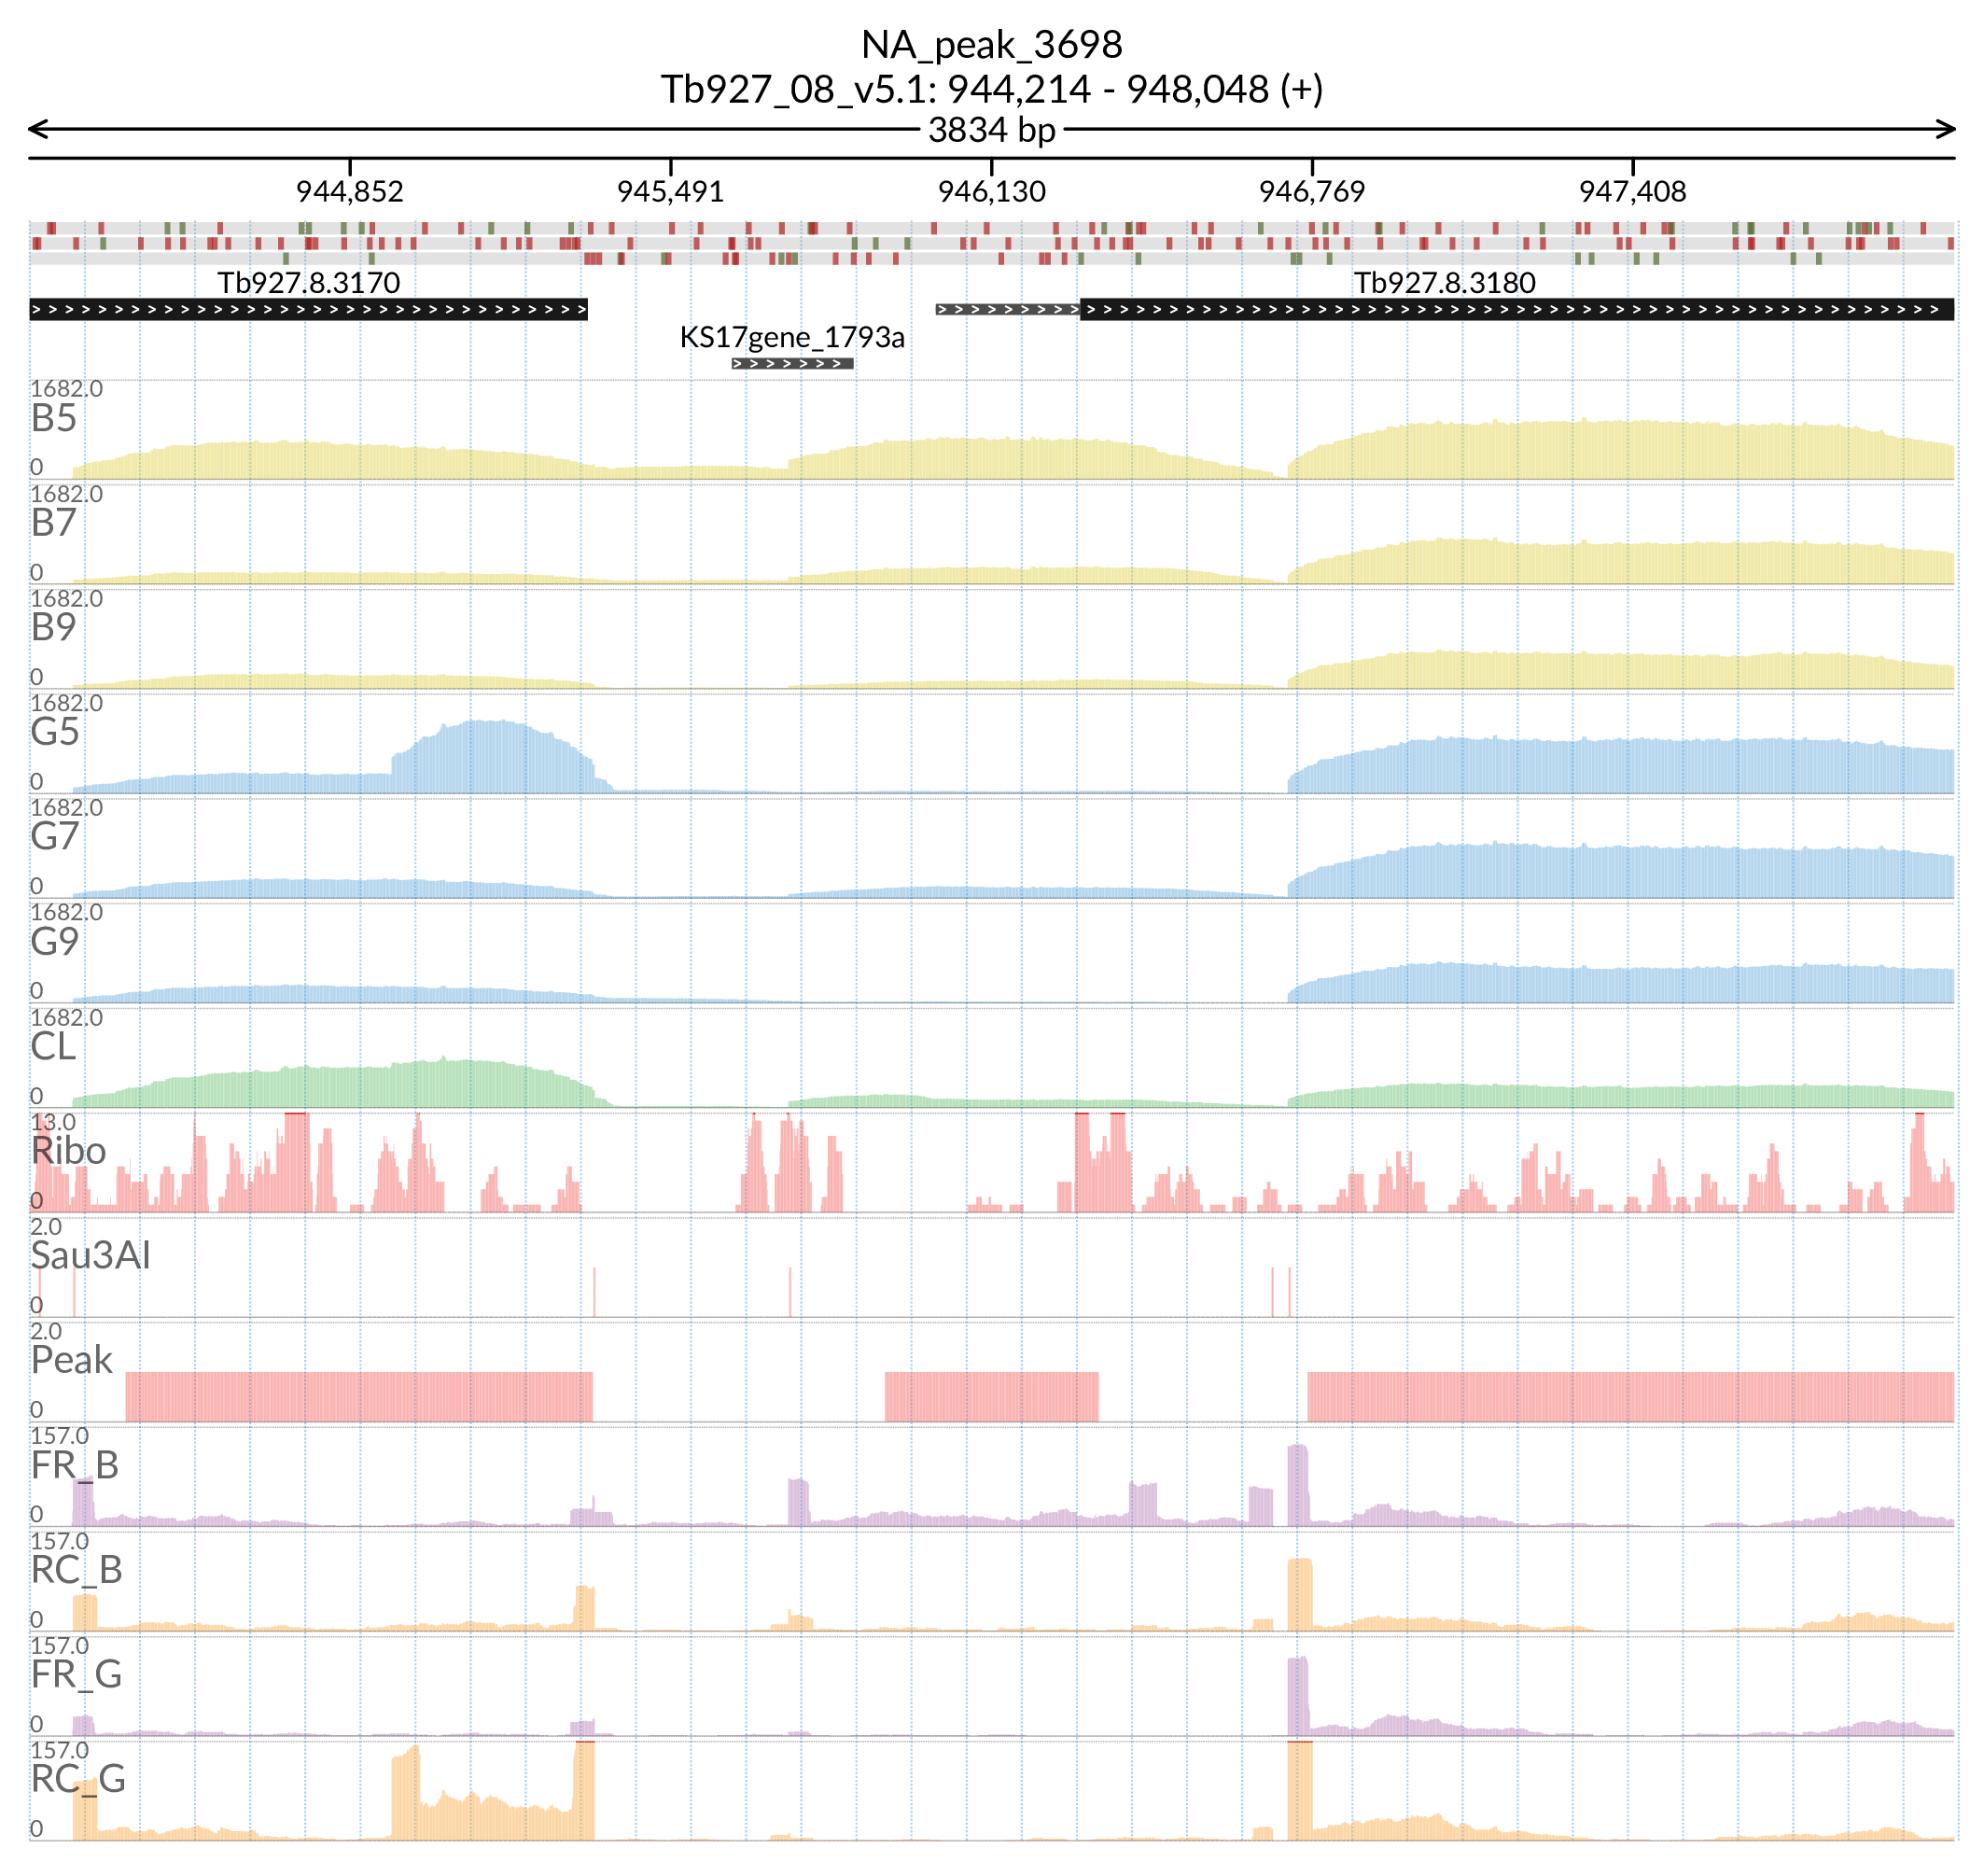 NA_peak_3698
Tb927_08_v5.1: 944,214 - 948,048 (+)
3834 bp
944,852 945,491 946,130 946,769 947,408
Tb927.8.3170 Tb927.8.3180
KS17gene_1793a
1682.0
B5
0
1682.0
B7
0
1682.0
B9
0
1682.0
G5
0
1682.0
G7
0
1682.0
G9
0
1682.0
CL
0
13.0
Ribo
0
2.0
Sau3AI
0
2.0
Peak
0
157.0
FR_B
0
157.0
RC_B
0
157.0
FR_G
0
157.0
RC_G
0